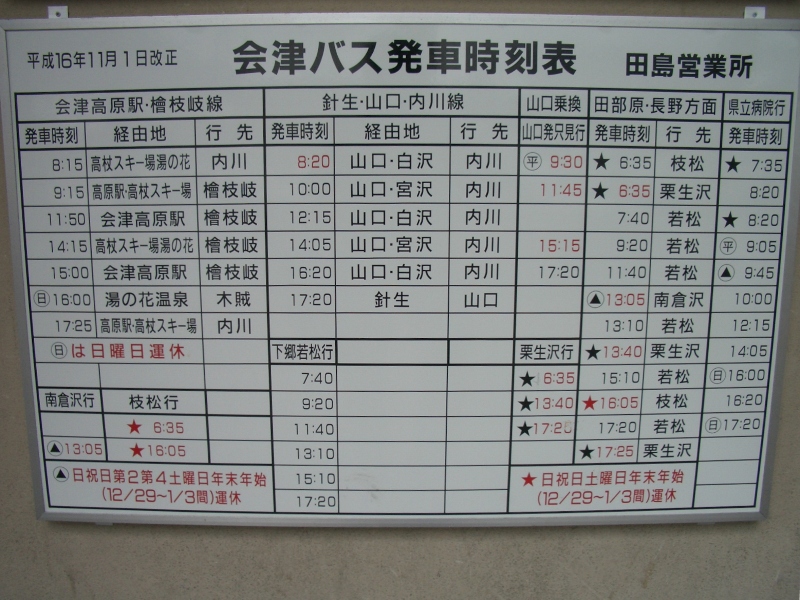 平成16年11月1日改正 会津バス発車時刻表 田島営業所
会津高原駅・檜枝岐線 針生・山口・内川線 山口乗換 田部原・長野方面 県立病院行
発車時刻 経由地 行先 発車時刻 経由地 行先 山口発只見行 発車時刻 行先 発車時刻
8:15 高杖スキー場湯の花 内川 8:20 山口・白沢 内川 ㊥ 9:30 ★ 6:35 枝松 ★ 7:35
9:15 高原駅・高杖スキー場 檜枝岐 10:00 山口・宮沢 内川 11:45 ★ 6:35 栗生沢 8:20
11:50 会津高原駅 檜枝岐 12:15 山口・白沢 内川 7:40 若松 ★ 8:20
14:15 高杖スキー場湯の花 檜枝岐 14:05 山口・宮沢 内川 15:15 9:20 若松 平 9:05
15:00 会津高原駅 檜枝岐 16:20 山口・白沢 内川 17:20 11:40 若松 ▲ 9:45
㊐16:00 湯の花温泉 木賊 17:20 針生 山口 ▲13:05 南倉沢 10:00
17:25 高原駅・高杖スキー場 内川 13:10 若松 12:15
㊐は日曜日運休 下郷若松行 栗生沢行 ★13:40 栗生沢 14:05
7:40 ★ 6:35 15:10 若松 ㊐16:00
南倉沢行 枝松行 9:20 ★13:40 ★16:05 枝松 16:20
★ 6:35 11:40 ★17:25 17:20 若松 ㊐17:20
▲13:05 ★16:05 13:10 ★17:25 栗生沢
▲日祝日第2第4土曜日年末年始 15:10 ★日祝日土曜日年末年始
(12/29~1/3間)運休 17:20 (12/29~1/3間)運休